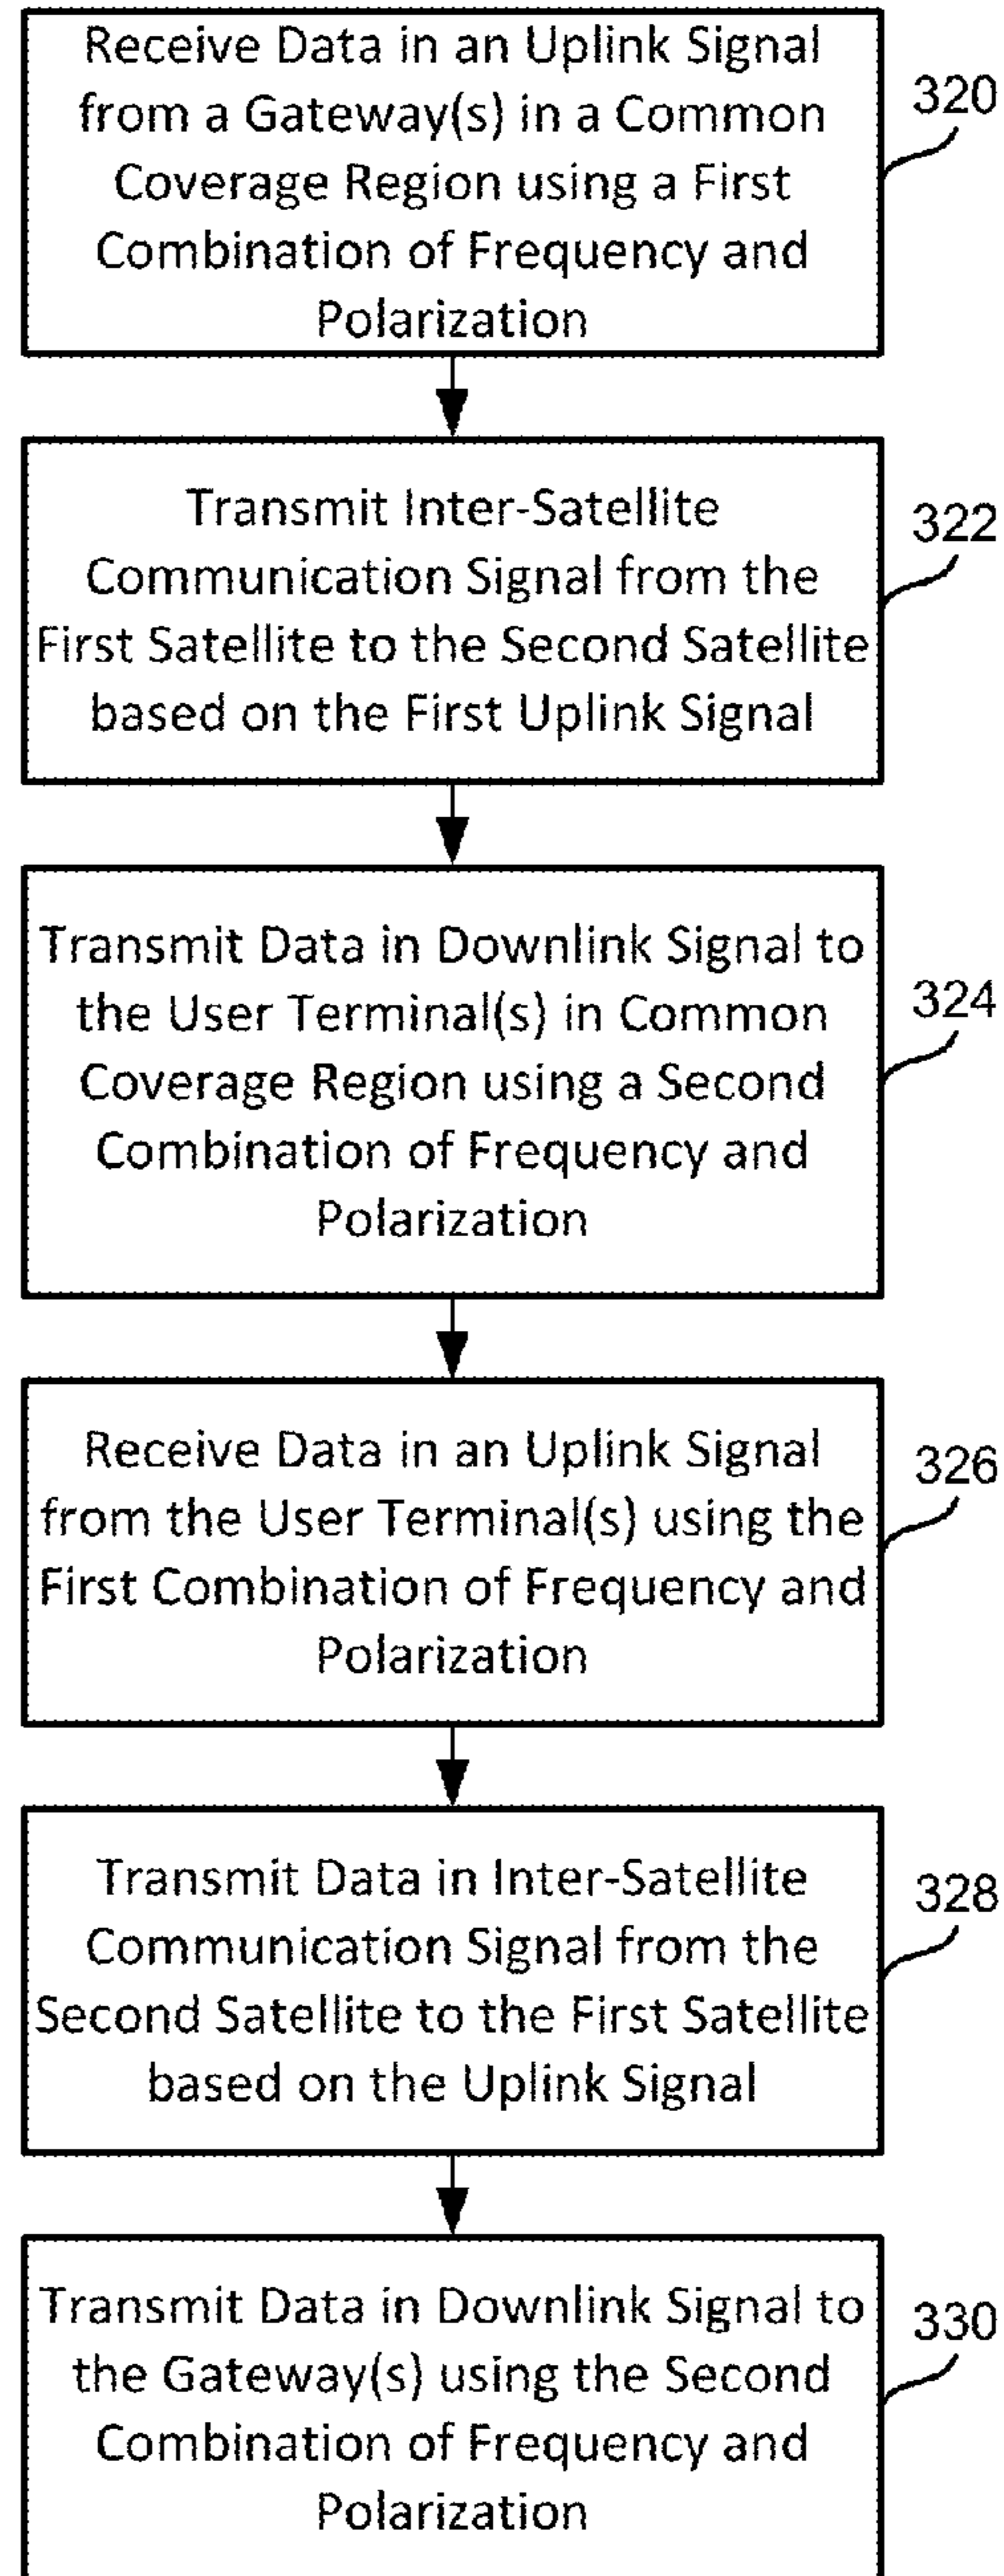 Receive Data in an Uplink Signal
from a Gateway(s) in a Common
Coverage Region using a First
Combination of Frequency and
Polarization
320
Transmit Inter-Satellite
Communication Signal from the
First Satellite to the Second Satellite
based on the First Uplink Signal
322
Transmit Data in Downlink Signal to
the User Terminal(s) in Common
Coverage Region using a Second
Combination of Frequency and
Polarization
324
Receive Data in an Uplink Signal
from the User Terminal(s) using the
First Combination of Frequency and
Polarization
326
Transmit Data in Inter-Satellite
Communication Signal from the
Second Satellite to the First Satellite
based on the Uplink Signal
328
Transmit Data in Downlink Signal to
the Gateway(s) using the Second
Combination of Frequency and
Polarization
330